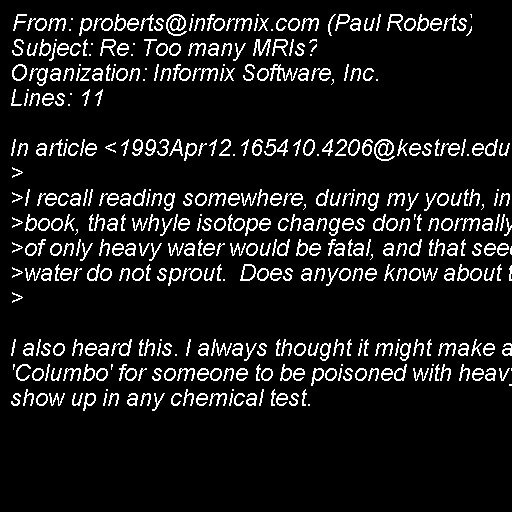 From: proberts@informix.com (Paul Roberts)
Subject: Re: Too many MRIs?
Organization: Informix Software, Inc.
Lines: 11

In article <1993Apr12.165410.4206@kestrel.edu
>
>I recall reading somewhere, during my youth, in
>book, that whyle isotope changes don't normally
>of only heavy water would be fatal, and that
>water do not sprout.  Does anyone know about
>

I also heard this. I always thought it might make a
'Columbo' for someone to be poisoned with
show up in any chemical test.